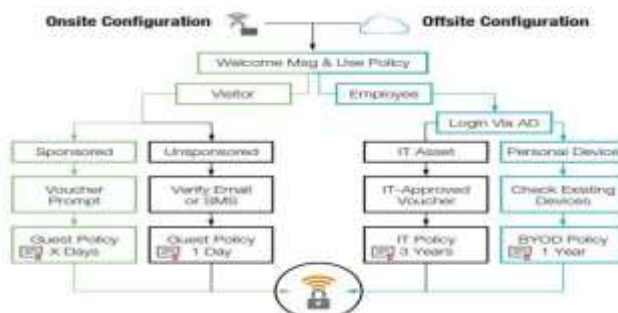 Onsite Configuration
Offsite Configuration
Welcome Msg & Use Policy
Visitor
Employee
Login Via AD
Sponsored
Unsponsored
IT Asset
Personal Device
Voucher
Prompt
Verify Email
or SMS
IT-Approved
Voucher
Check Existing
Devices
Guest Policy
X Days
Guest Policy
1 Day
IT Policy
3 Years
BYOD Policy
1 Year